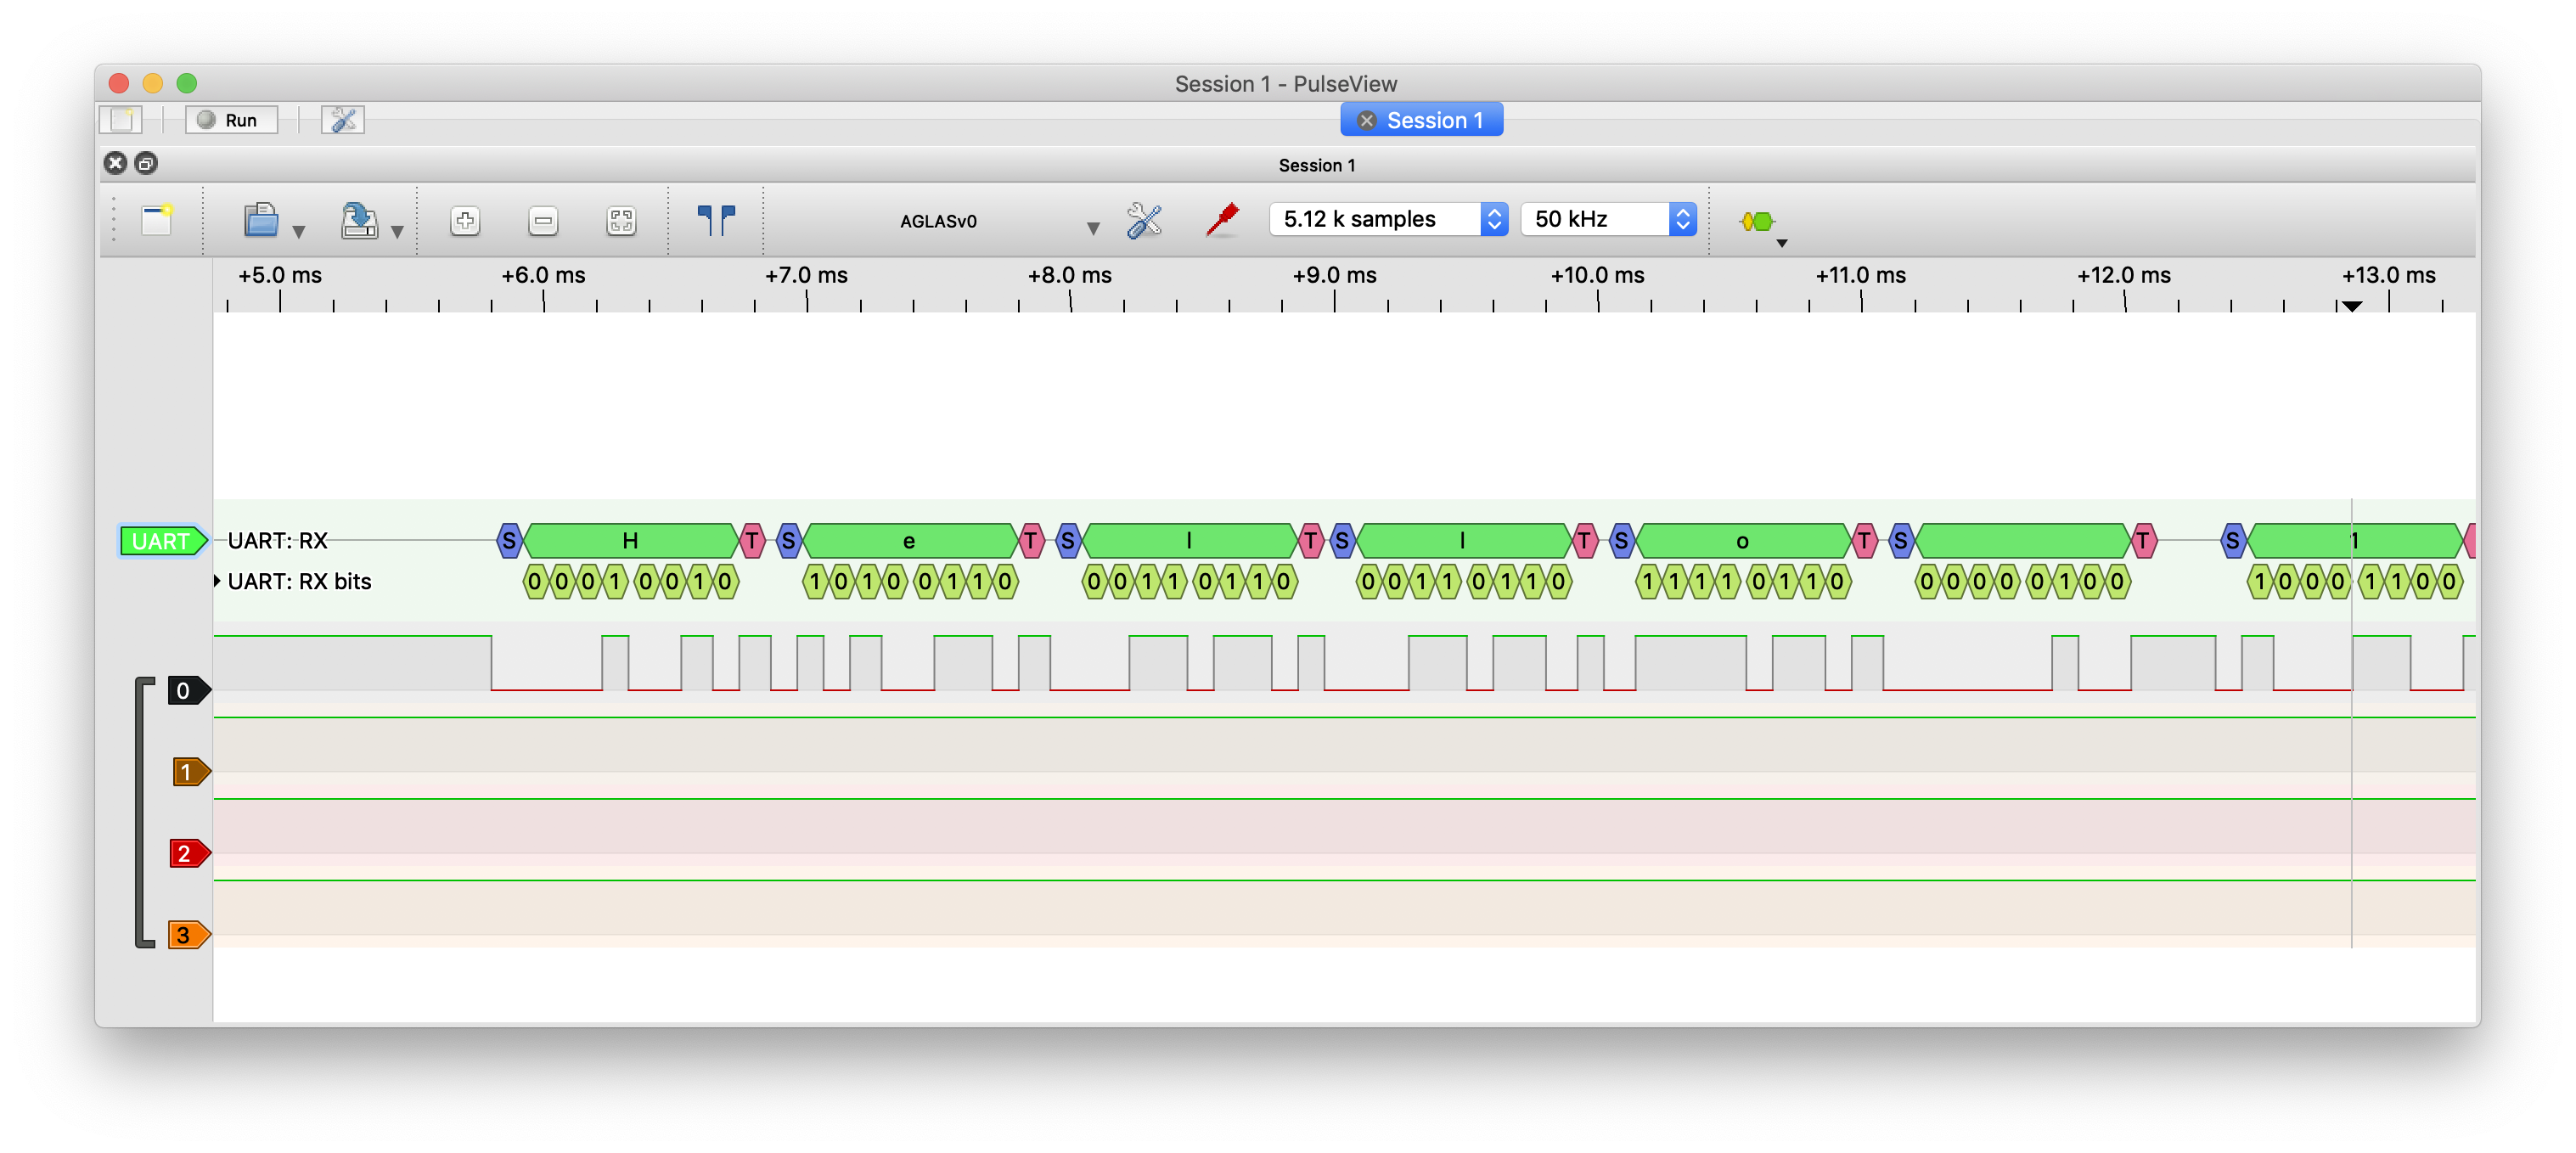 Session 1 - PulseView
Run
Session 1
Session 1
AGLASv0 5.12 k samples 50 kHz
+5.0 ms +6.0 ms +7.0 ms +8.0 ms +9.0 ms +10.0 ms +11.0 ms +12.0 ms +13.0 ms
UART UART: RX S H T S e T S l T S l T S o T S T S 1
UART: RX bits 0 0 0 1 0 0 1 0 1 0 1 0 0 1 1 0 0 0 1 1 0 1 1 0 0 0 1 1 0 1 1 0 1 1 1 1 0 1 1 0 0 0 0 0 0 1 0 0 1 0 0 0 1 1 0 0
0
1
2
3